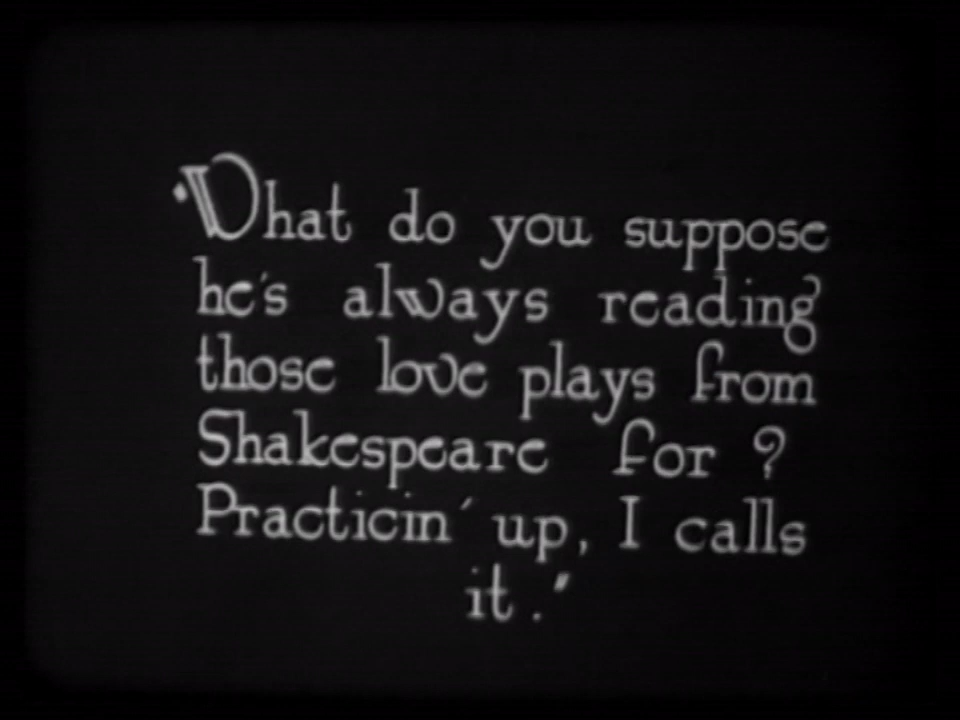 "What do you suppose
he's always reading
those love plays from
Shakespeare for ?
Practicin' up, I calls
it ."